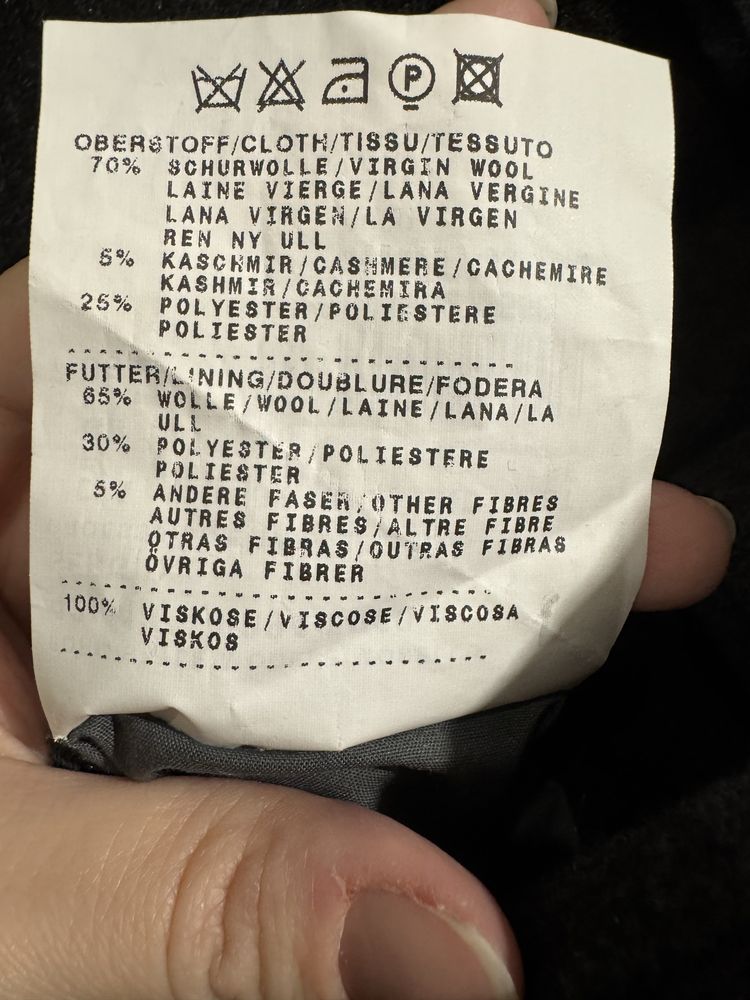 P
OBERSTOFF/CLOTH/TISSU/TESSUTO
70% SCHURWOLLE/VIRGIN WOOL
LAINE VIERGE/LANA VERGINE
LANA VIRGEN/LA VIRGEN
REN NY ULL
5% KASCHMIR/CASHMERE/CACHEMIRE
KASHMIR/CACHEMIRA
25% POLYESTER/POLIESTERE
POLIESTER
FUTTER/LINING/DOUBLURE/FODERA
65% WOLLE/WOOL/LAINE/LANA/LA
ULL
30% POLYESTER/POLIESTERE
POLIESTER
5% ANDERE FASER/OTHER FIBRES
AUTRES FIBRES/ALTRE FIBRE
OTRAS FIBRAS/OUTRAS FIBRAS
ÖVRIGA FIBRER
100% VISKOSE/VISCOSE/VISCOSA
VISKOS